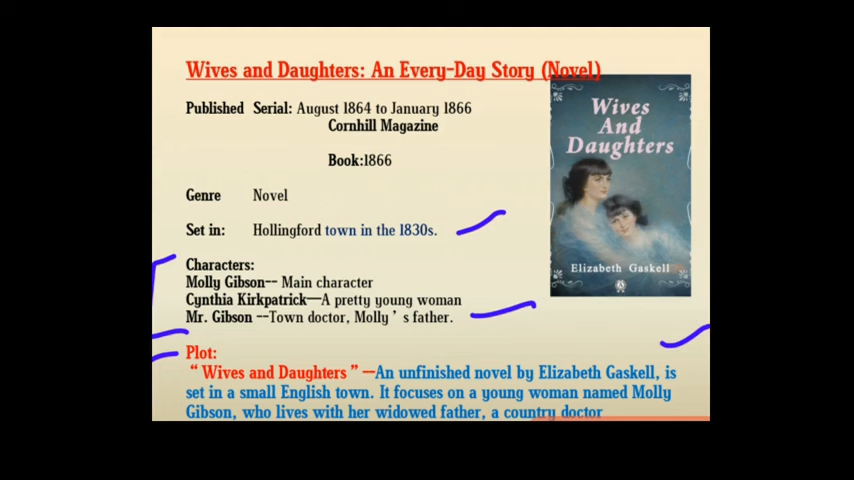 Wives and Daughters: An Every-Day Story (Novel)
Published Serial: August 1864 to January 1866
Cornhill Magazine
Book:1866
Genre Novel
Set in: Hollingford town in the 1830s.
Characters:
Molly Gibson-- Main character
Cynthia Kirkpatrick—A pretty young woman
Mr. Gibson --Town doctor, Molly ’ s father.
Plot:
“ Wives and Daughters ” —An unfinished novel by Elizabeth Gaskell, is
set in a small English town. It focuses on a young woman named Molly
Gibson, who lives with her widowed father, a country doctor
Wives
And
Daughters
Elizabeth Gaskell